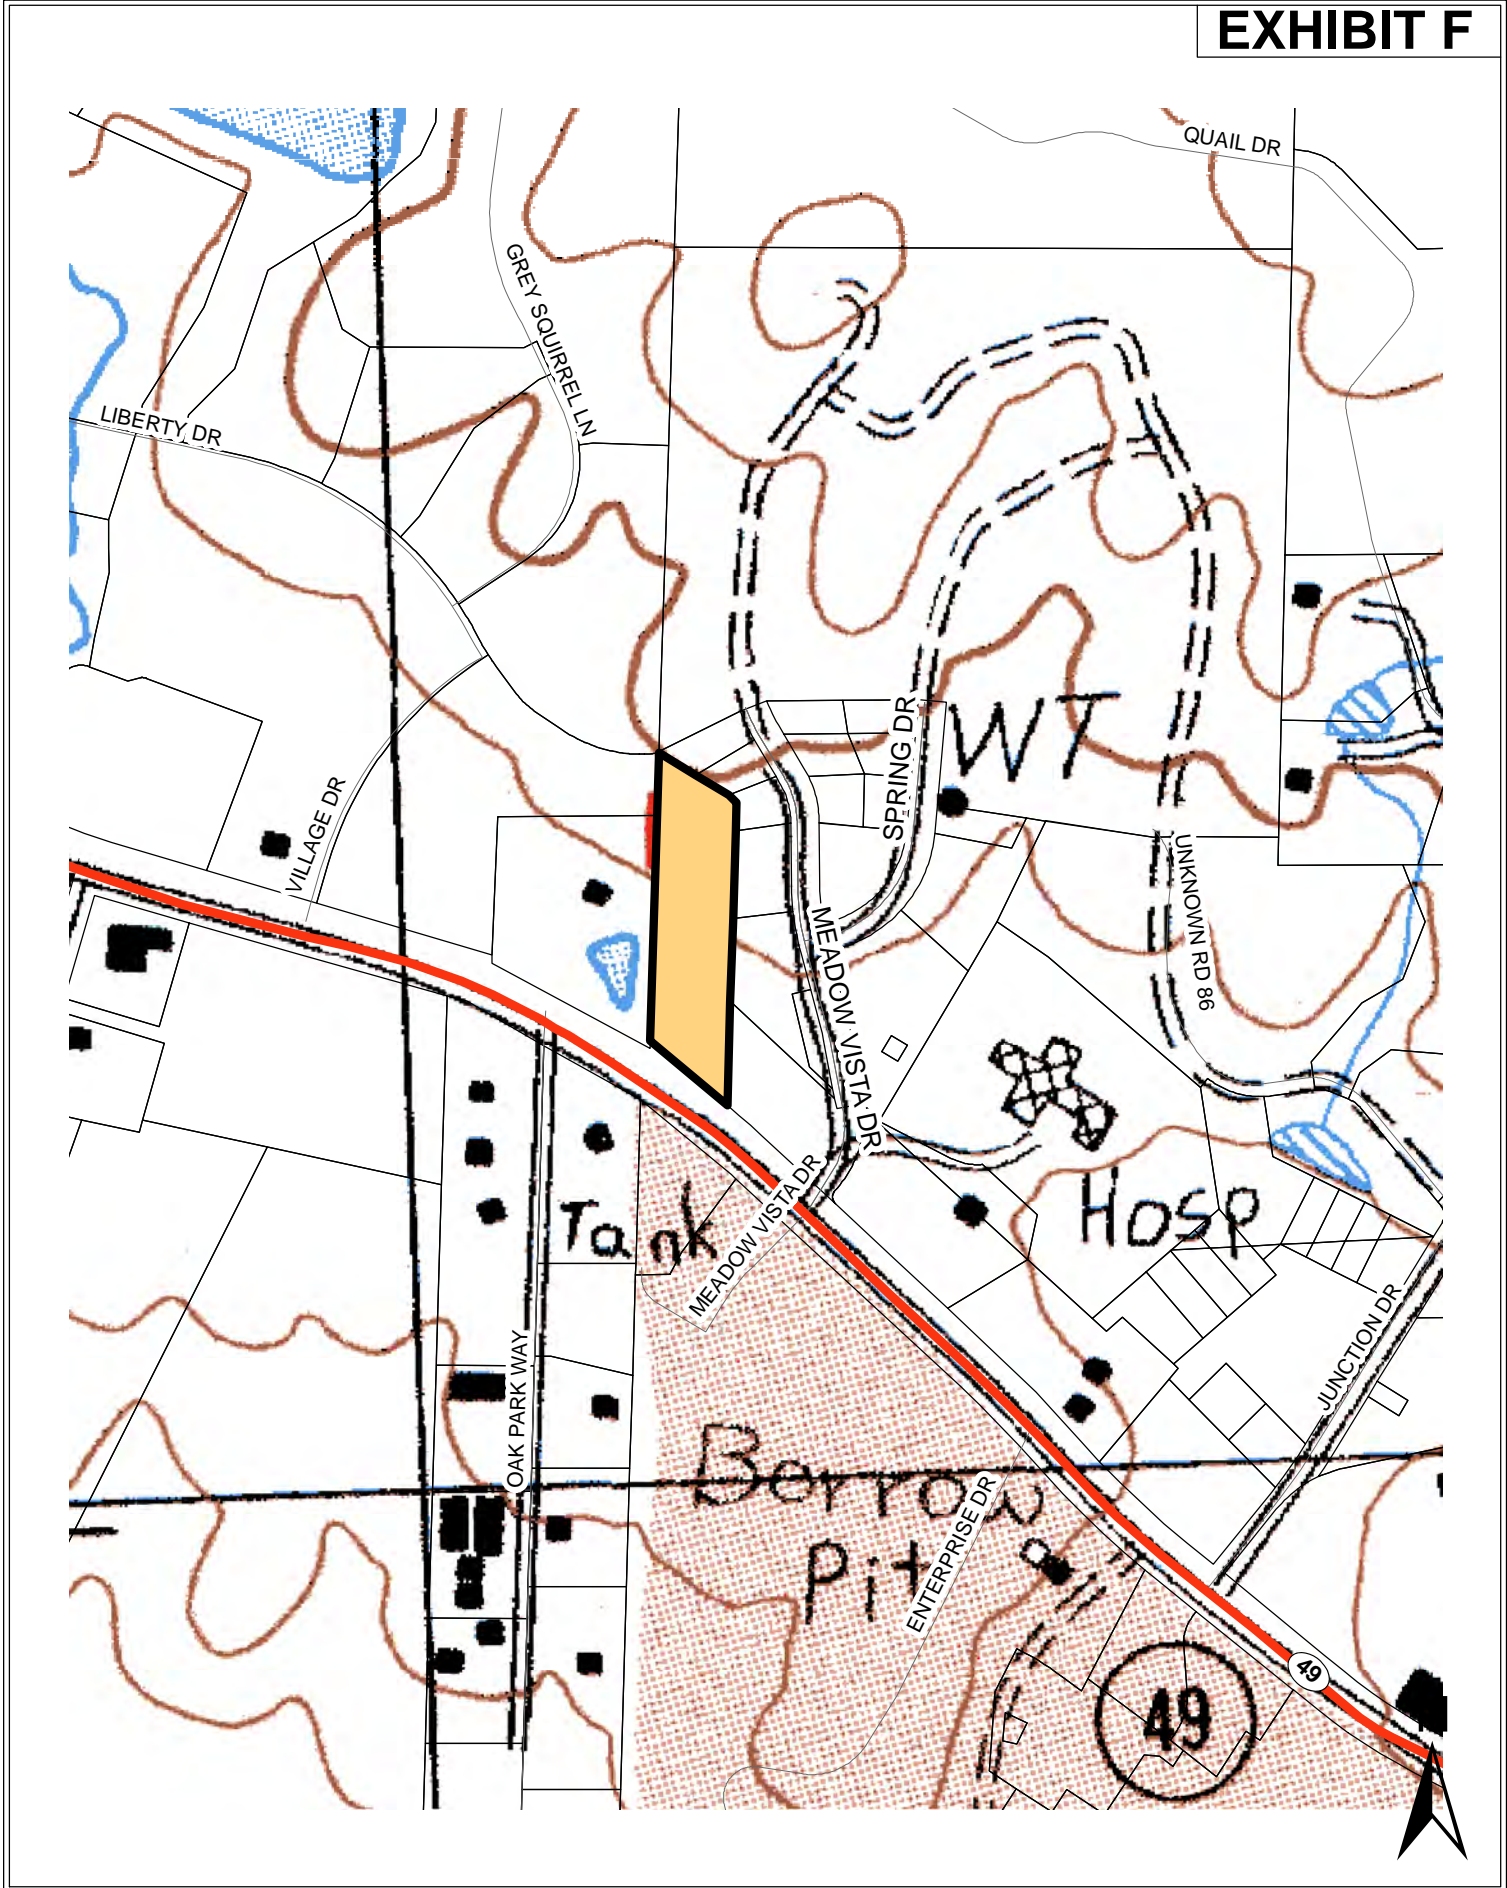 EXHIBIT F
QUAIL DR
GREY SQUIRREL LN
LIBERTY DR
SPRING DR
WT
VILLAGE DR
UNKNOWN RD 86
MEADOW VISTA DR
Tank
MEADOW VISTA DR
Hosp
JUNCTION DR
OAK PARK WAY
Borrow
Pit
ENTERPRISE DR
49
49